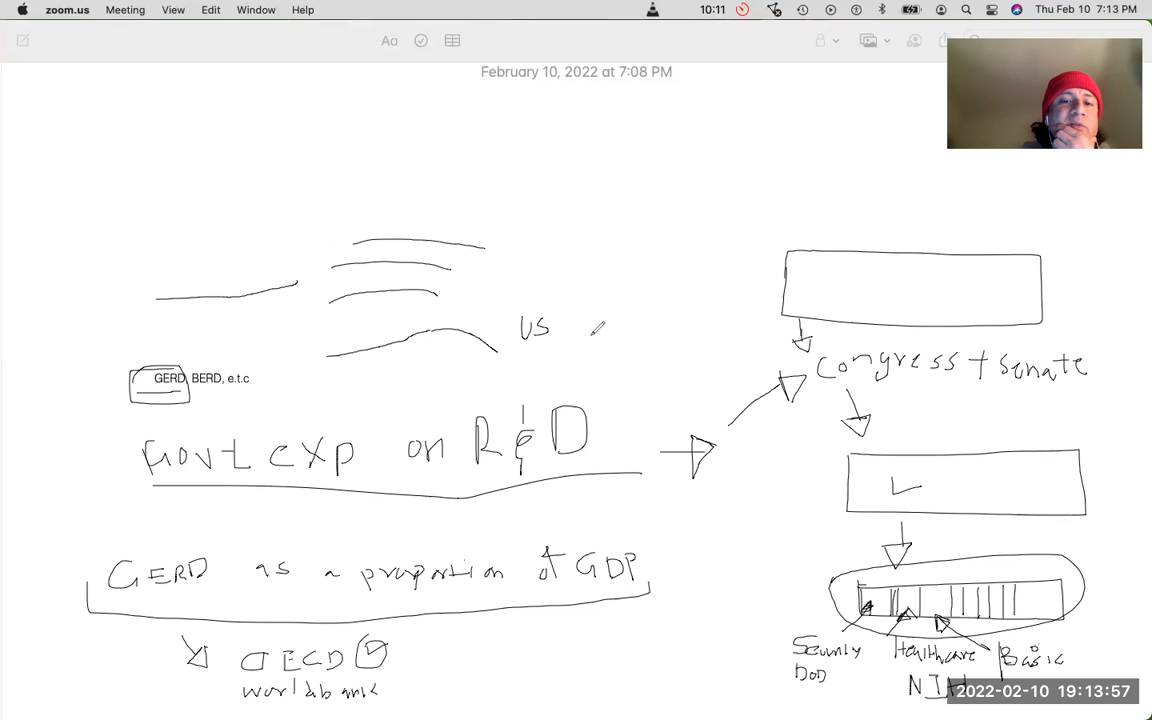 zoom.us Meeting View Edit Window Help 10:11 Thu Feb 10 7:13 PM
Aa
February 10, 2022 at 7:08 PM
US
Congress + Senate
GERD, BERD, e.t.c
Govt exp on R & D
GERD as a proportion of GDP
OECD
world bank
Security
DoD
Healthcare
NIH
Basic
2022-02-10 19:13:57